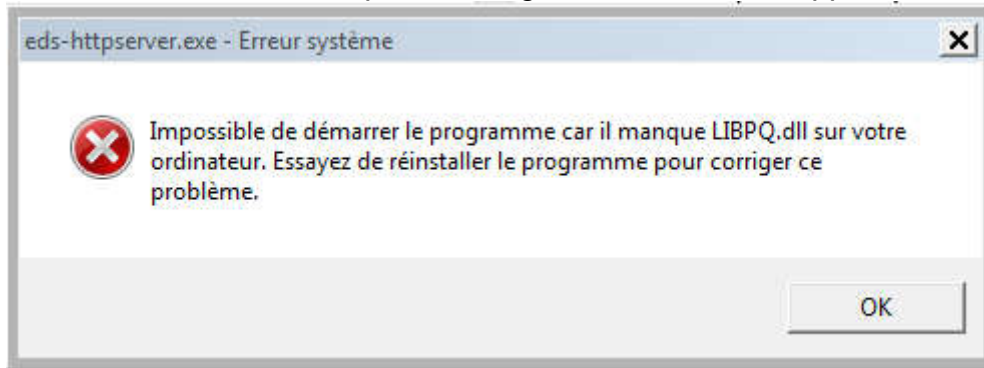 eds-httpserver.exe - Erreur système
Impossible de démarrer le programme car il manque LIBPQ.dll sur votre
ordinateur. Essayez de réinstaller le programme pour corriger ce
problème.
OK